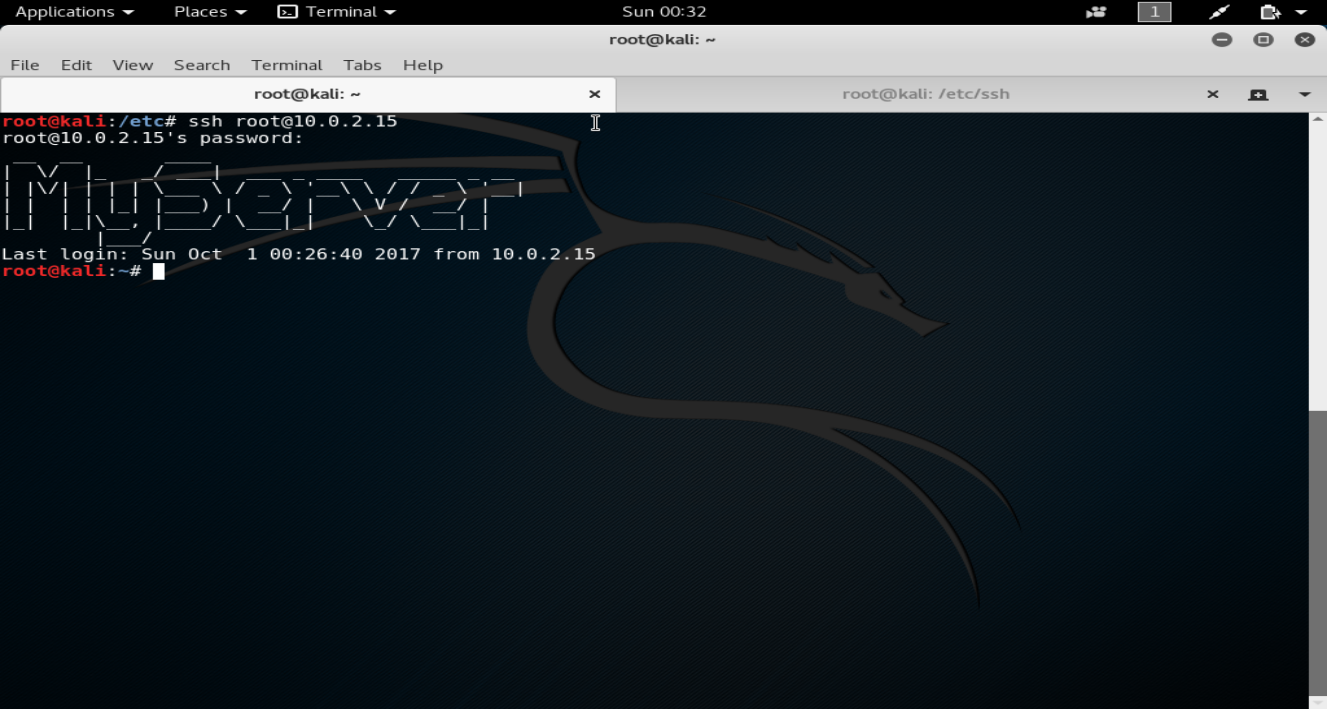 Applications Places Terminal Sun 00:32 1
root@kali: ~
File Edit View Search Terminal Tabs Help
root@kali: ~ root@kali: /etc/ssh
root@kali:/etc# ssh root@10.0.2.15
root@10.0.2.15's password:
MyServer
Last login: Sun Oct  1 00:26:40 2017 from 10.0.2.15
root@kali:~#